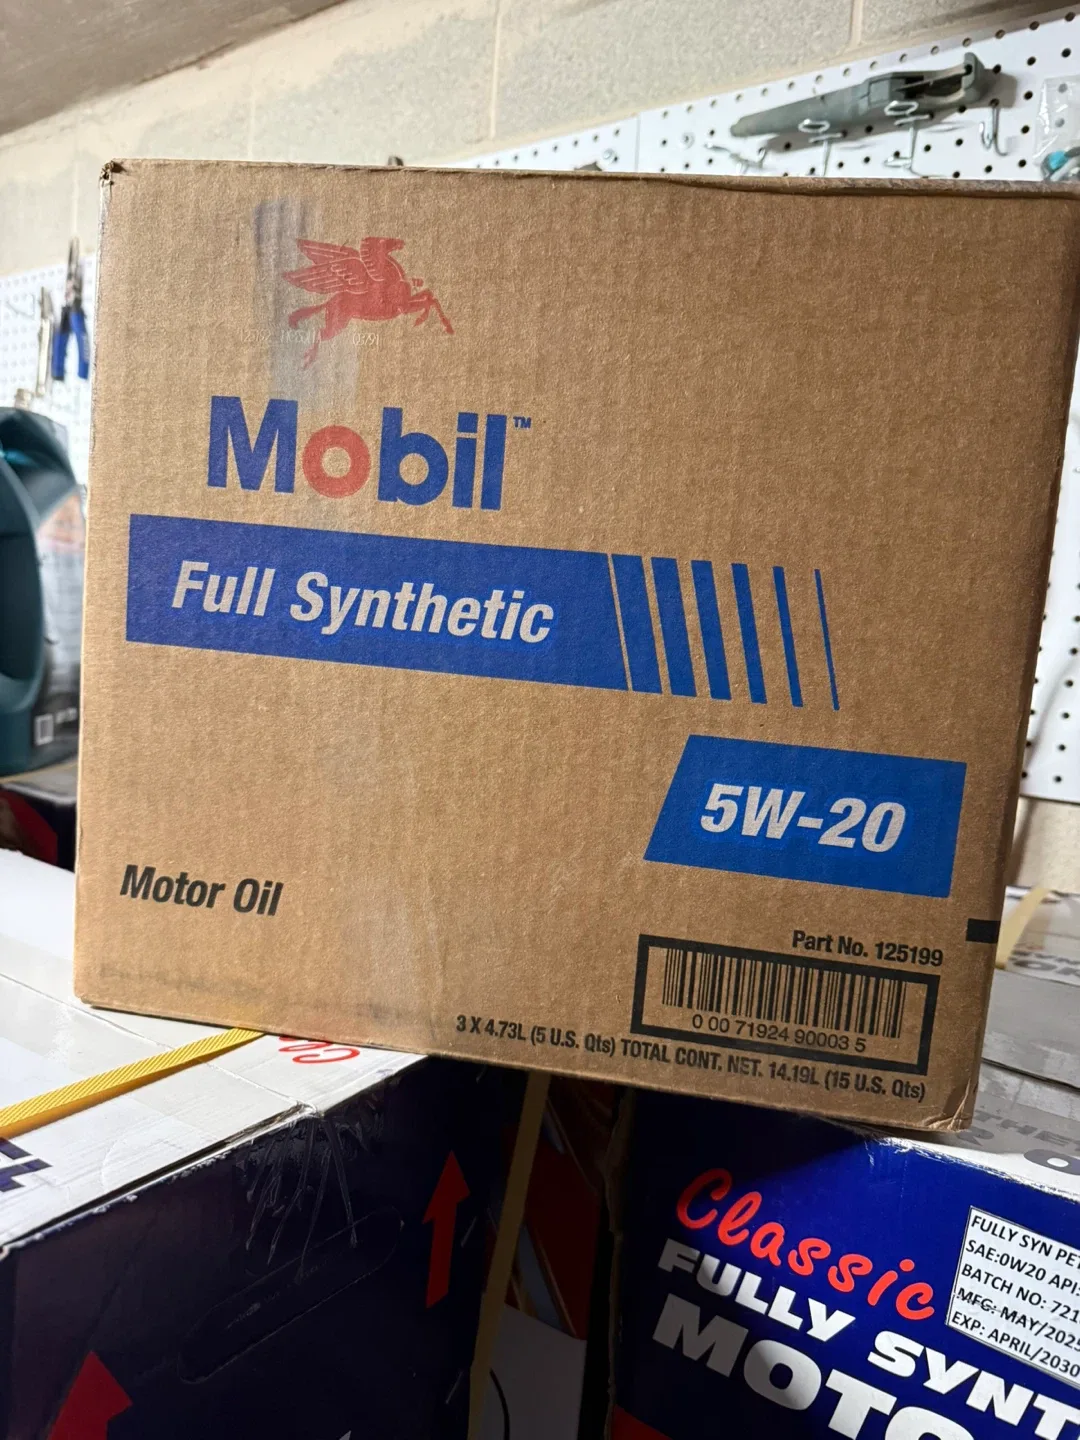 Mobil™
Full Synthetic
5W-20
Motor Oil
Part No. 125199
0 00 71924 90003 5
3 X 4.73L (5 U.S. Qts) TOTAL CONT. NET. 14.19L (15 U.S. Qts)
Classic
FULLY SYNT
MOTO
FULLY SYN PE
SAE:0W20 API:
BATCH NO: 721
MFG: MAY/2025
EXP: APRIL/2030